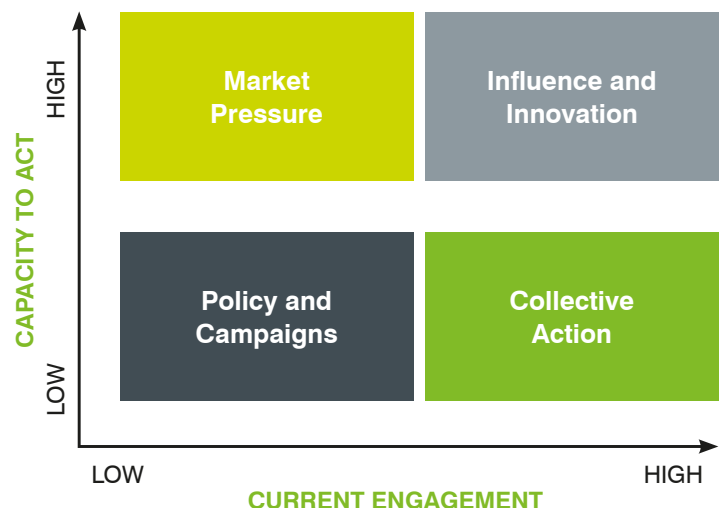 HIGH
CAPACITY TO ACT
LOW
Market
Pressure
Influence and
Innovation
Policy and
Campaigns
Collective
Action
LOW
HIGH
CURRENT ENGAGEMENT